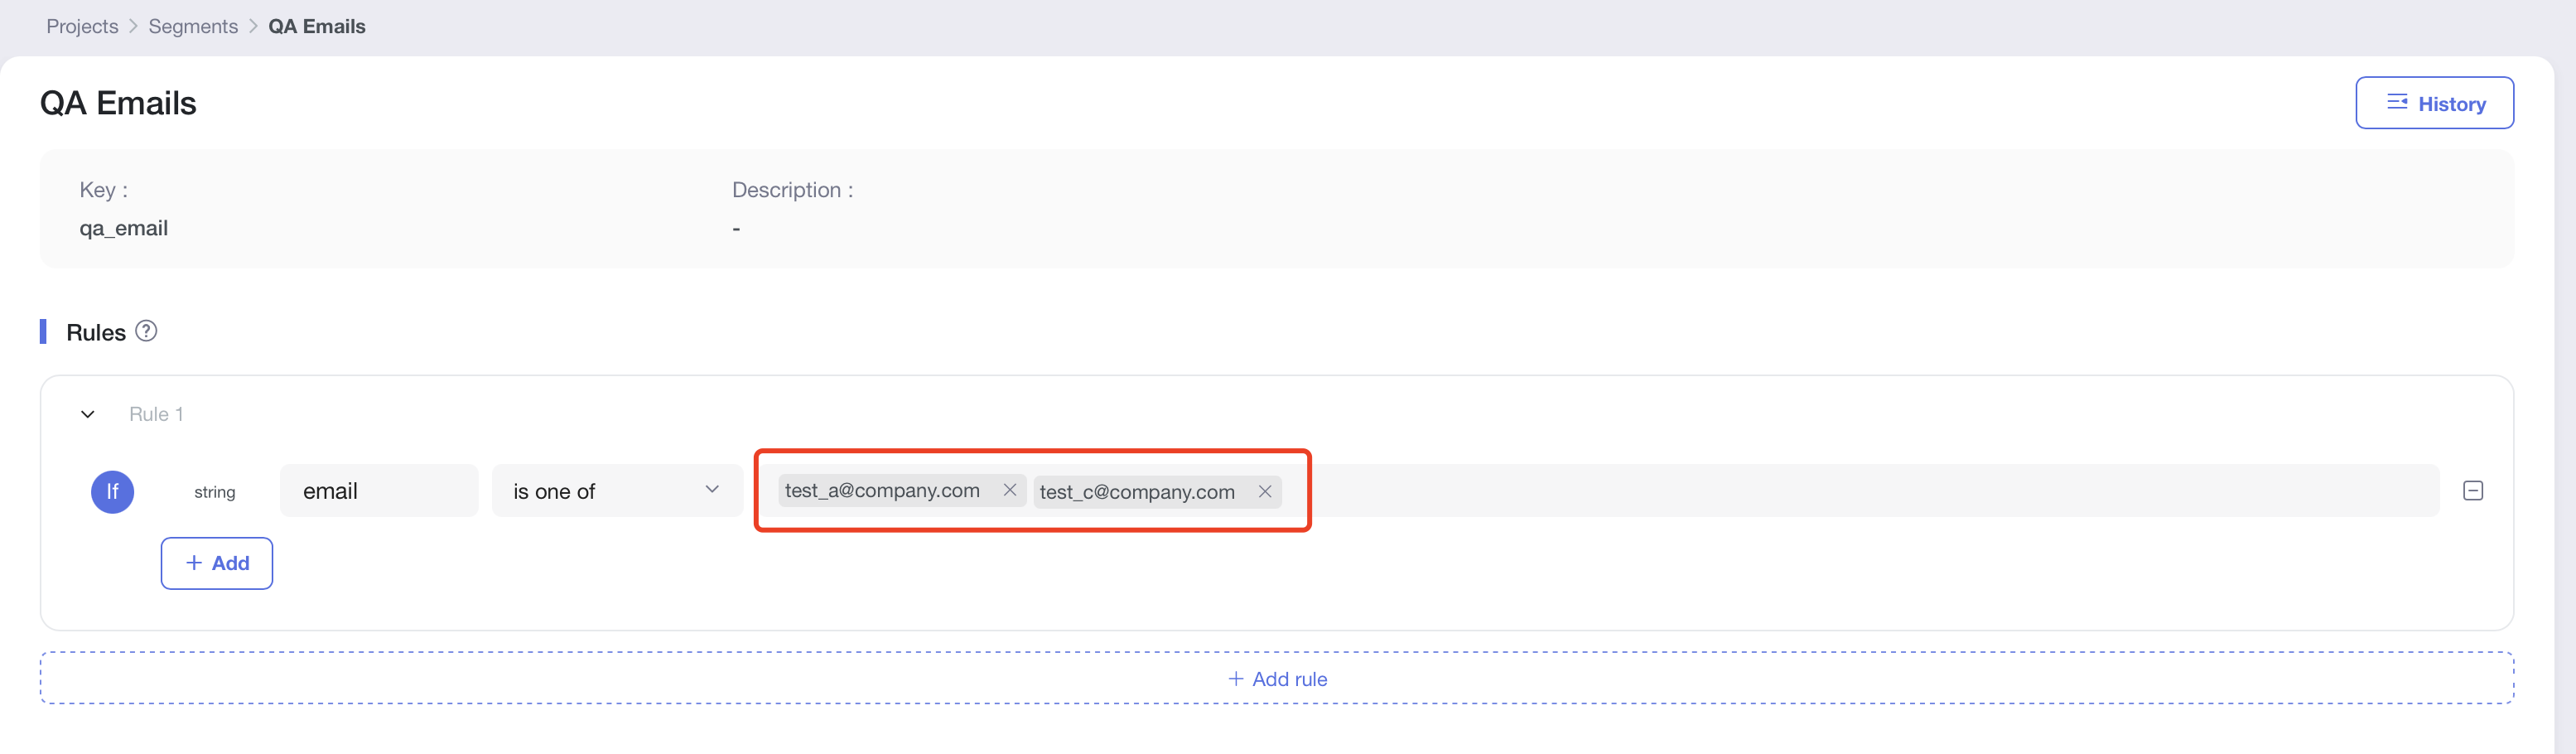 Projects > Segments > QA Emails
QA Emails
History
Key :
Description :
qa_email
-
Rules ?
Rule 1
If string email is one of test_a@company.com × test_c@company.com ×
+ Add
+ Add rule